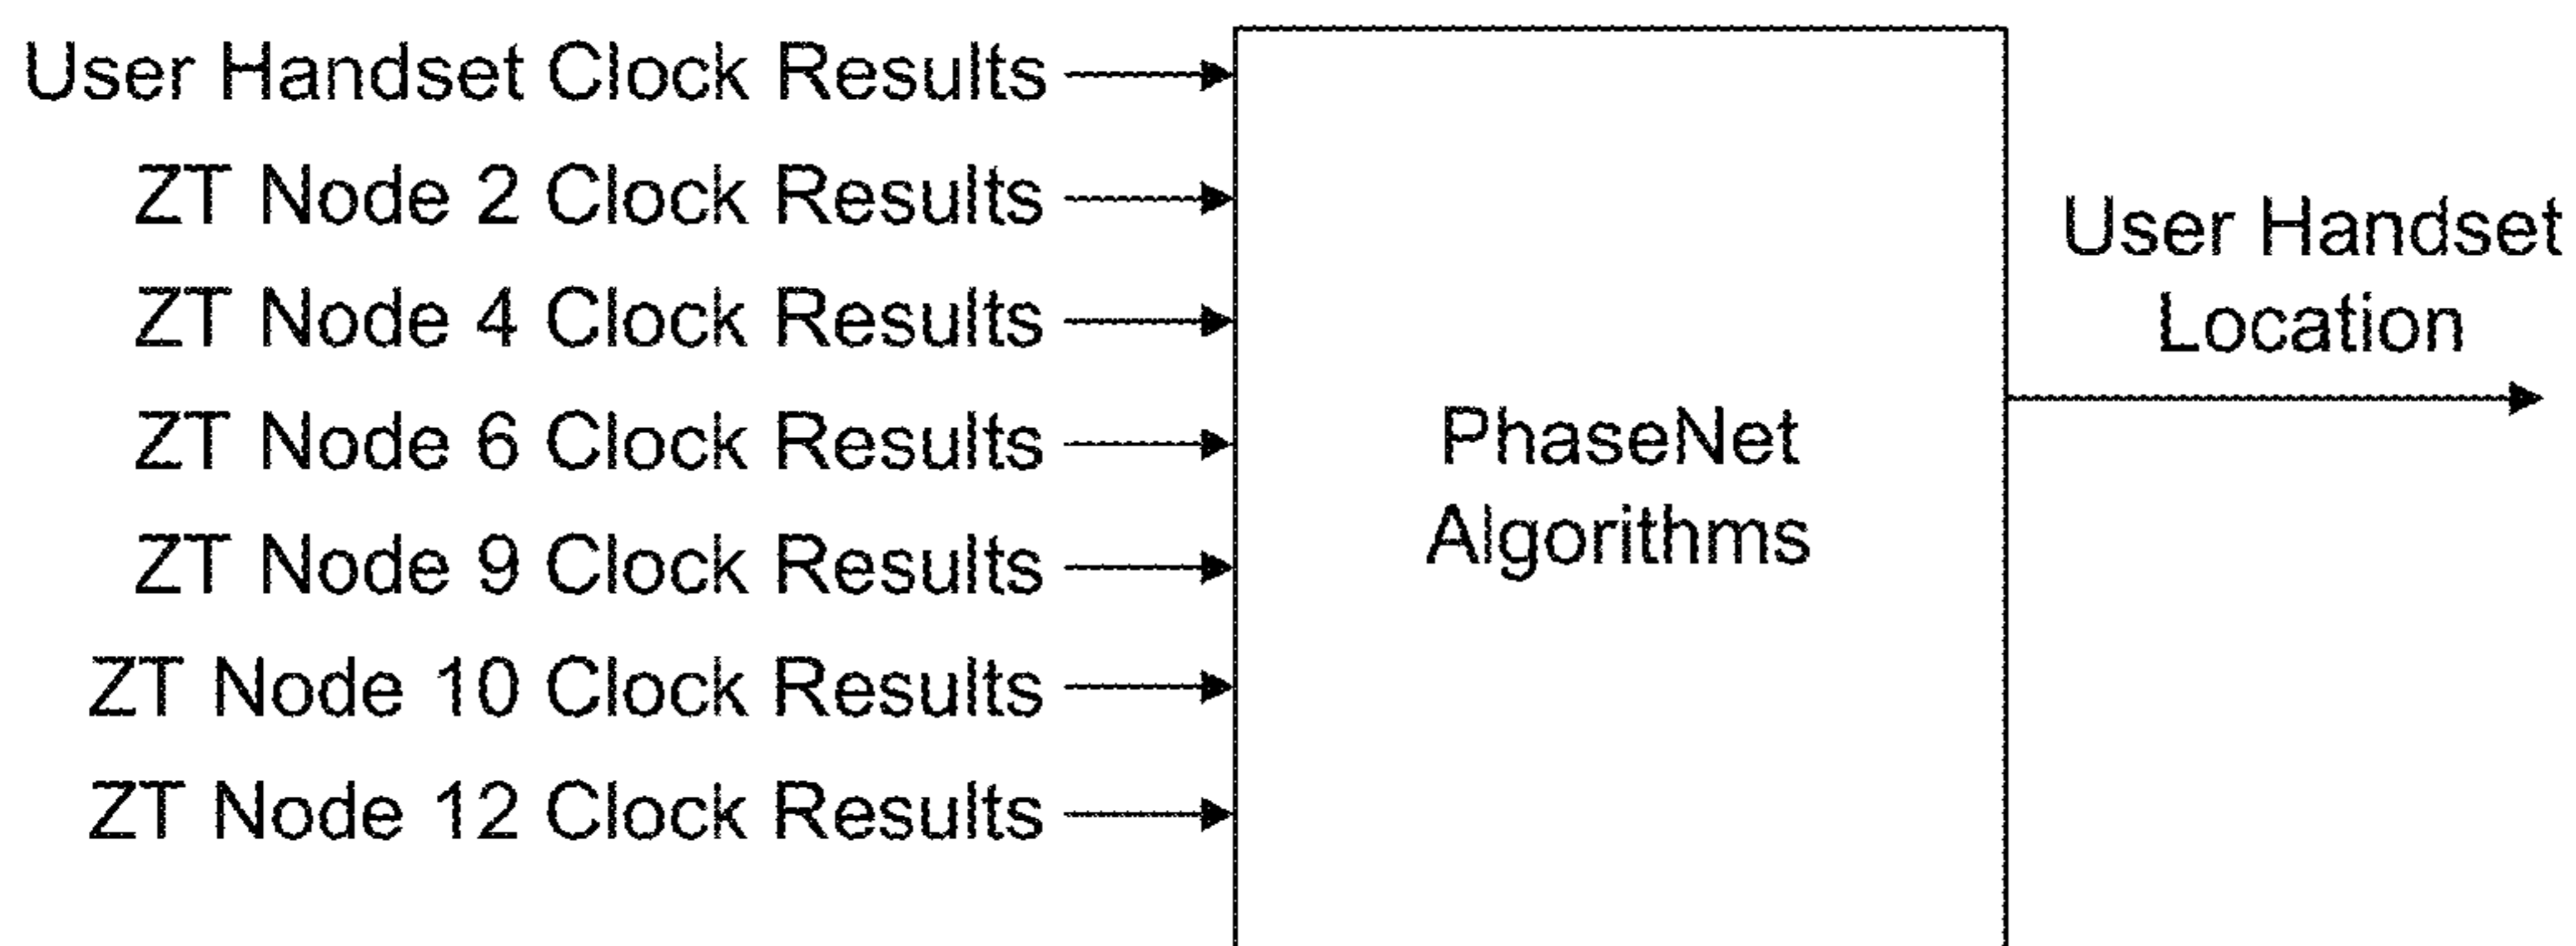 User Handset Clock Results
ZT Node 2 Clock Results
ZT Node 4 Clock Results
ZT Node 6 Clock Results
ZT Node 9 Clock Results
ZT Node 10 Clock Results
ZT Node 12 Clock Results
PhaseNet
Algorithms
User Handset
Location